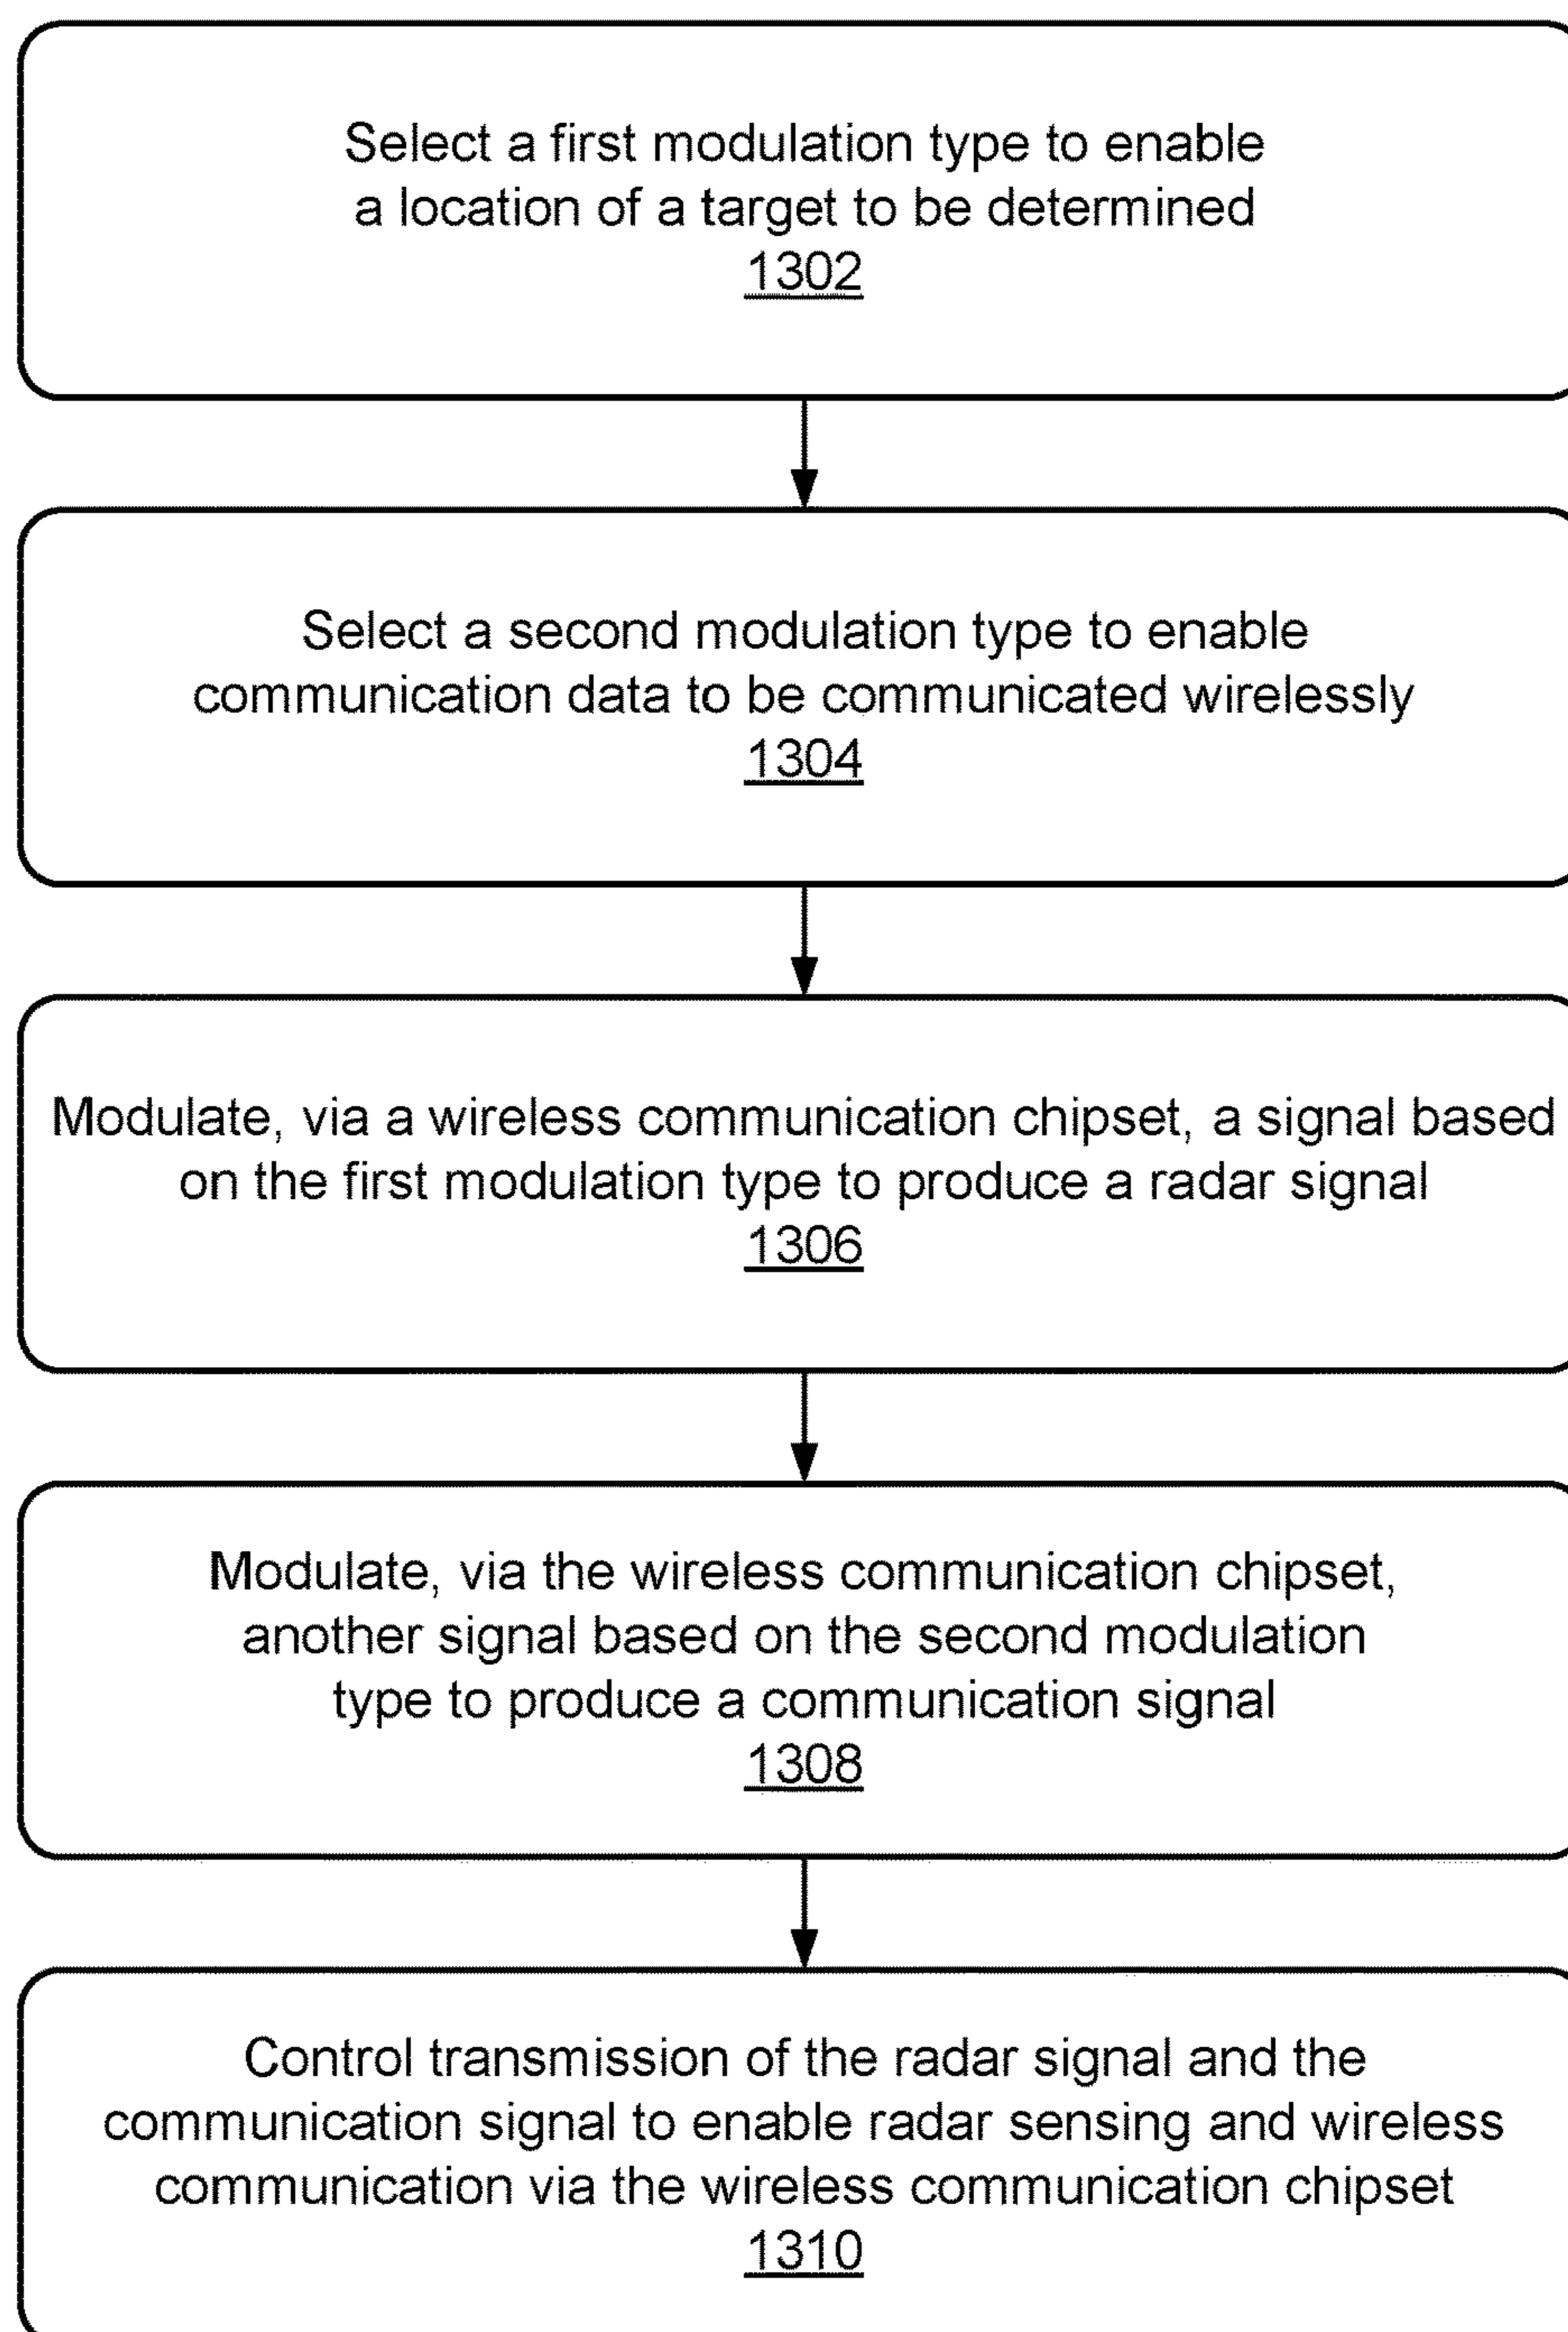 Select a first modulation type to enable
a location of a target to be determined
1302
Select a second modulation type to enable
communication data to be communicated wirelessly
1304
Modulate, via a wireless communication chipset, a signal based
on the first modulation type to produce a radar signal
1306
Modulate, via the wireless communication chipset,
another signal based on the second modulation
type to produce a communication signal
1308
Control transmission of the radar signal and the
communication signal to enable radar sensing and wireless
communication via the wireless communication chipset
1310